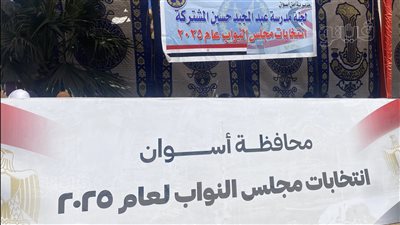 لجنة مدرسة عبد المجيد حسين المشتركة
انتخابات مجلس النواب عام ٢٠٢٥
محافظة أسوان
انتخابات مجلس النواب لعام ٢٠٢٥